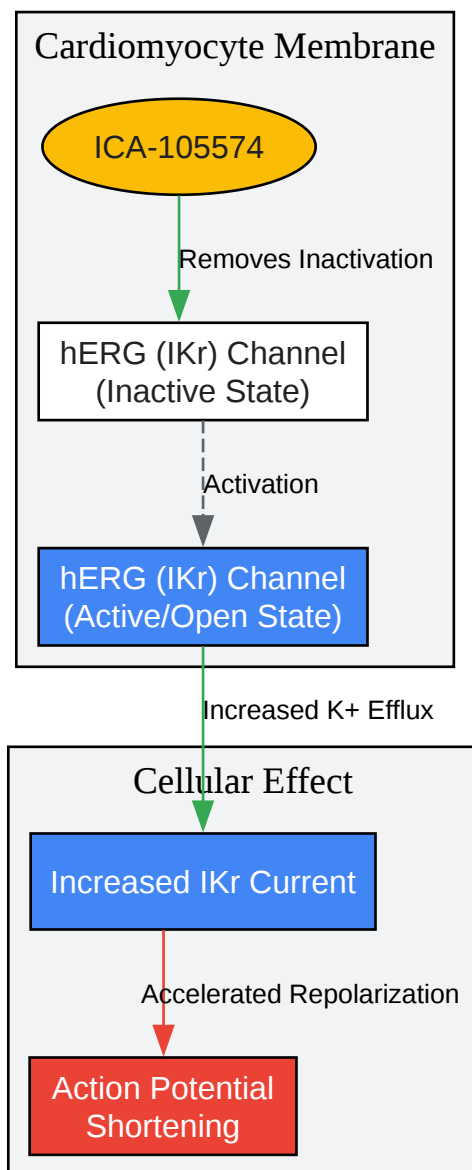 Cardiomyocyte Membrane
ICA-105574
Removes Inactivation
hERG (IKr) Channel
(Inactive State)
Activation
hERG (IKr) Channel
(Active/Open State)
Increased K+ Efflux
Cellular Effect
Increased IKr Current
Accelerated Repolarization
Action Potential
Shortening